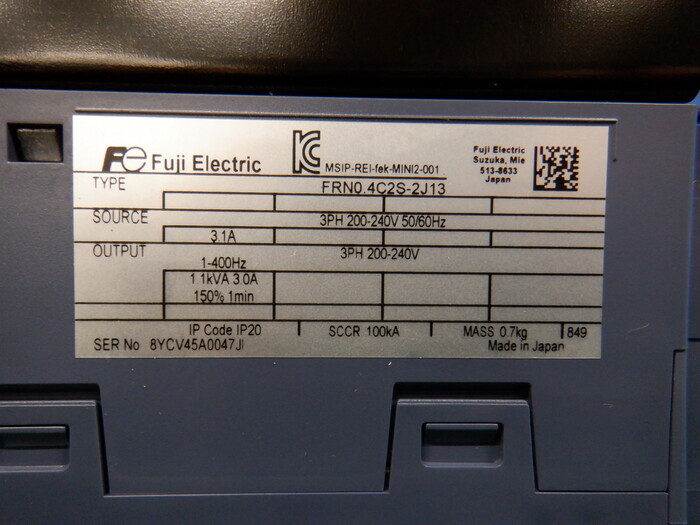 Fe Fuji Electric
MSIP-REI-fek-MINI2-001
Fuji Electric
Suzuka, Mie
513-8633
Japan
TYPE FRN0.4C2S-2J13
SOURCE 3PH 200-240V 50/60Hz
3.1A
OUTPUT 3PH 200-240V
1-400Hz
1.1kVA 3.0A
150% 1min
IP Code IP20 SCCR 100kA MASS 0.7kg 849
SER No 8YCV45A0047JI Made in Japan